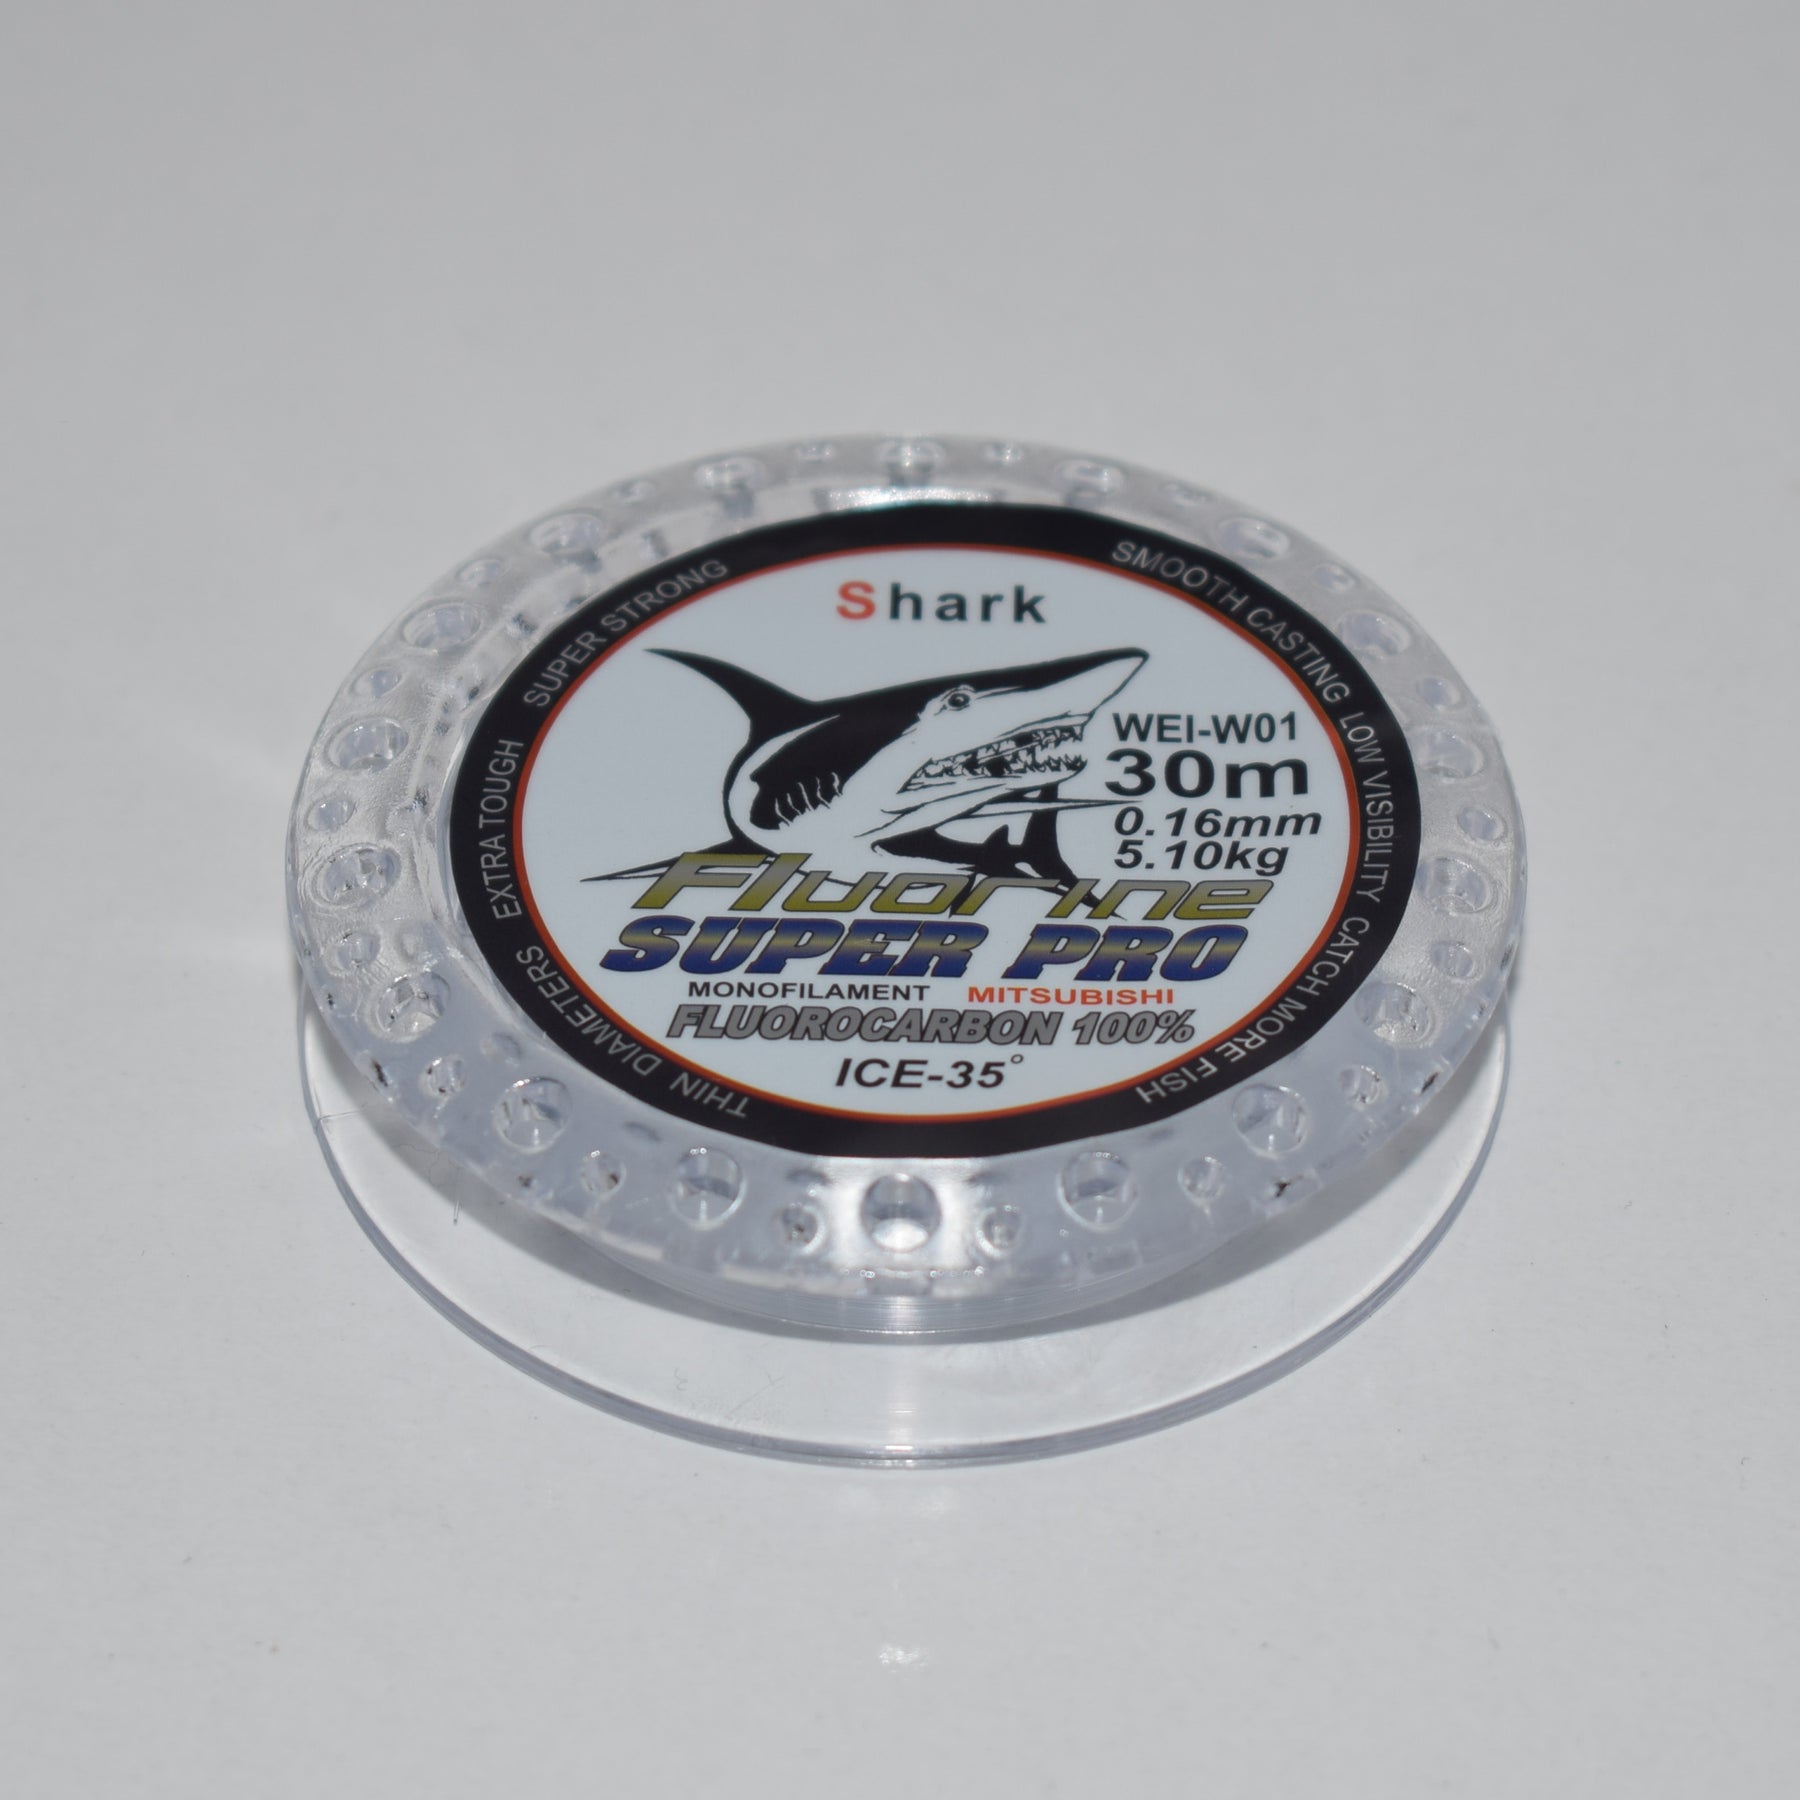 Shark
WEI-W01
30m
0.16mm
5.10kg
Fluorine
SUPER PRO
MONOFILAMENT MITSUBISHI
FLUOROCARBON 100%
ICE-35°
THIN DIAMETERS EXTRA TOUGH SUPER STRONG
SMOOTH CASTING LOW VISIBILITY CATCH MORE FISH